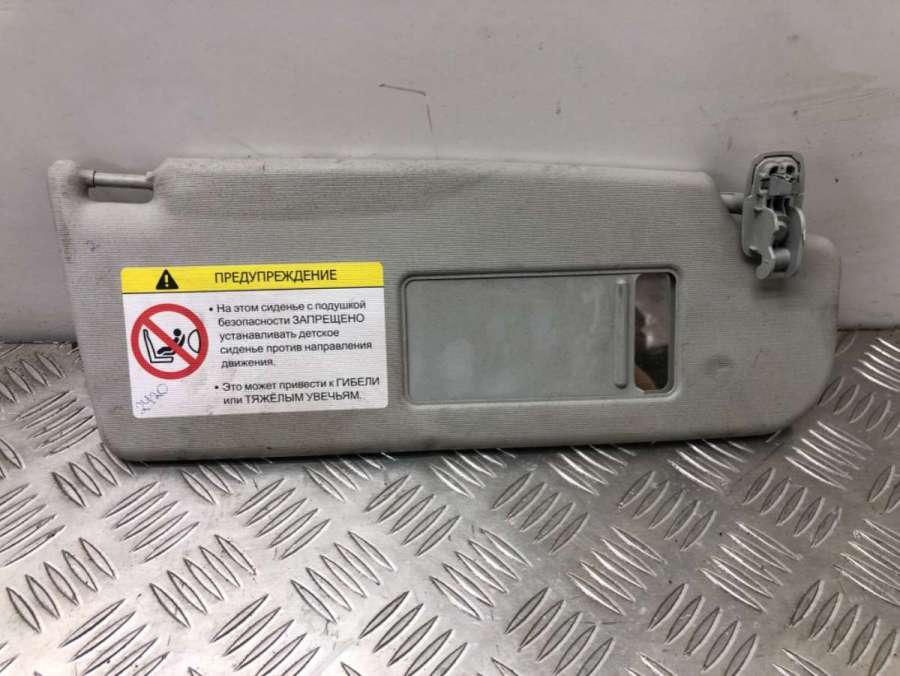 ПРЕДУПРЕЖДЕНИЕ
• На этом сиденье с подушкой
безопасности ЗАПРЕЩЕНО
устанавливать детское
сиденье против направления
движения.
• Это может привести к ГИБЕЛИ
или ТЯЖЁЛЫМ УВЕЧЬЯМ.
2420